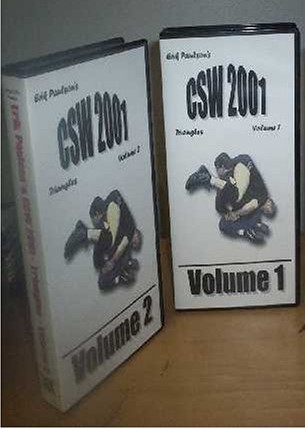 Erik Paulson's
CSW 2001
Triangles Volume 2
Volume 2
Erik Paulson's
CSW 2001
Triangles Volume 1
Volume 1